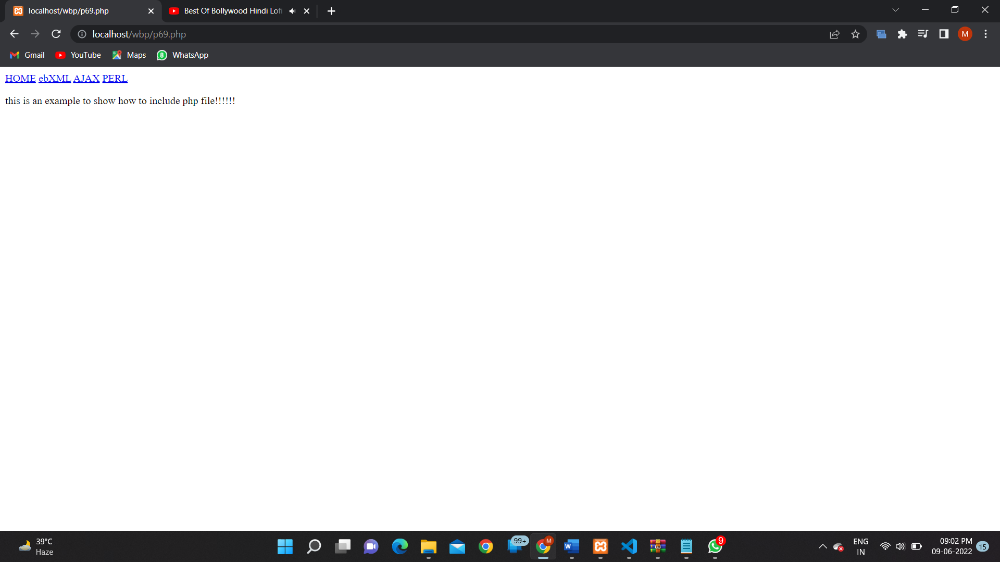 localhost/wbp/p69.php
Best Of Bollywood Hindi Lofi
localhost/wbp/p69.php
M
Gmail YouTube 8 Maps WhatsApp
HOME ebXML AJAX PERL
this is an example to show how to include php file!!!!!!
39°C
Haze
99+
M
W
9
ENG
IN
09:02 PM
09-06-2022
15